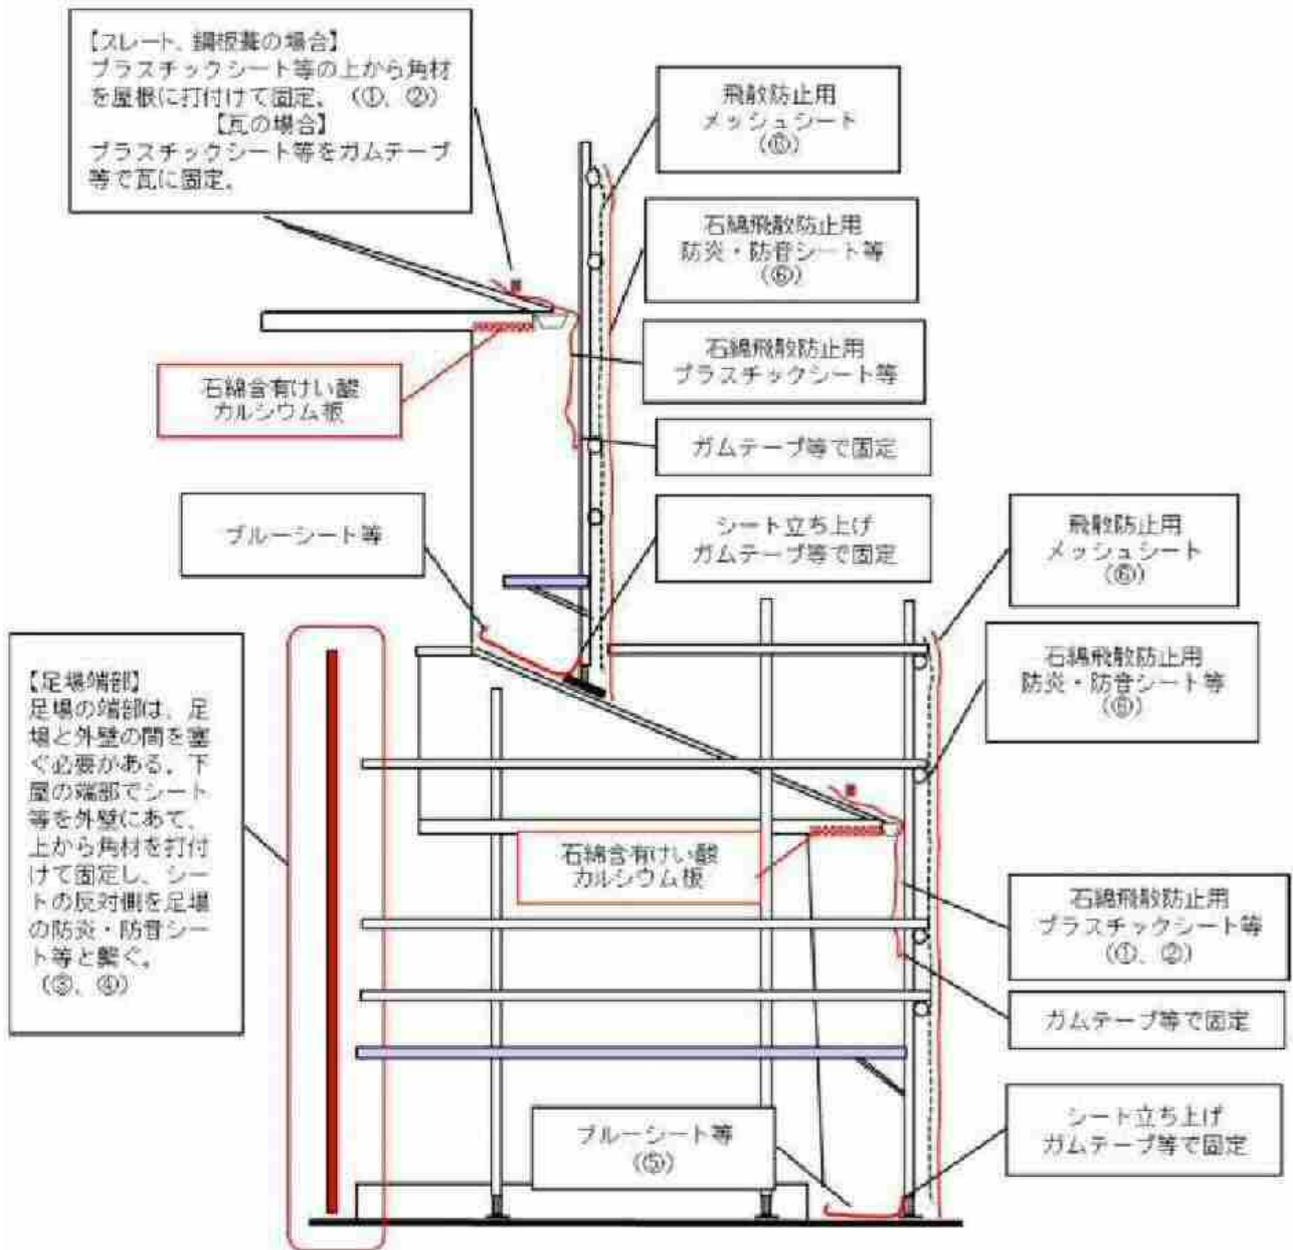 【スレート、鋼板葺の場合】
プラスチックシート等の上から角材
を屋根に打付けて固定。（①、②）
【瓦の場合】
プラスチックシート等をガムテープ
等で瓦に固定。
飛散防止用
メッシュシート
（⑥）
石綿飛散防止用
防炎・防音シート等
（⑥）
石綿飛散防止用
プラスチックシート等
石綿含有けい酸
カルシウム板
ガムテープ等で固定
ブルーシート等
シート立ち上げ
ガムテープ等で固定
飛散防止用
メッシュシート
（⑥）
石綿飛散防止用
防炎・防音シート等
（⑥）
【足場端部】
足場の端部は、足
場と外壁の間を塞
ぐ必要がある。下
屋の端部でシート
等を外壁にあて、
上から角材を打付
けて固定し、シー
トの反対側を足場
の防炎・防音シー
ト等と繋ぐ。
（③、④）
石綿含有けい酸
カルシウム板
石綿飛散防止用
プラスチックシート等
（①、②）
ガムテープ等で固定
シート立ち上げ
ガムテープ等で固定
ブルーシート等
（⑤）